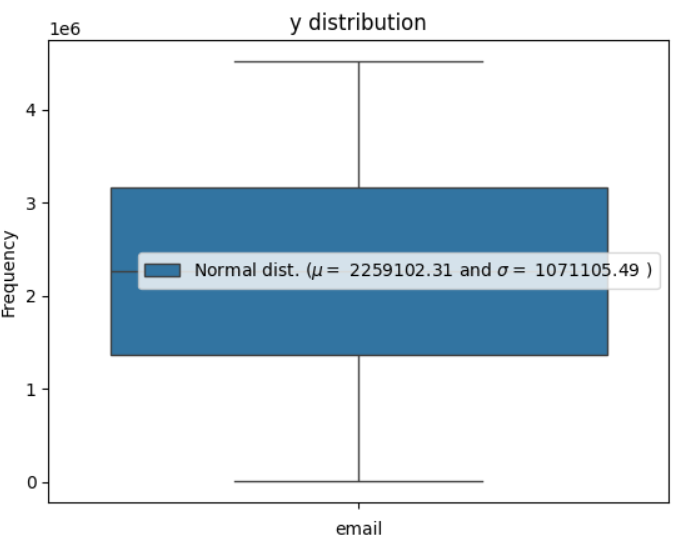 y distribution
1e6
4
3
2
1
0
Frequency
Normal dist. (μ = 2259102.31 and σ = 1071105.49 )
email